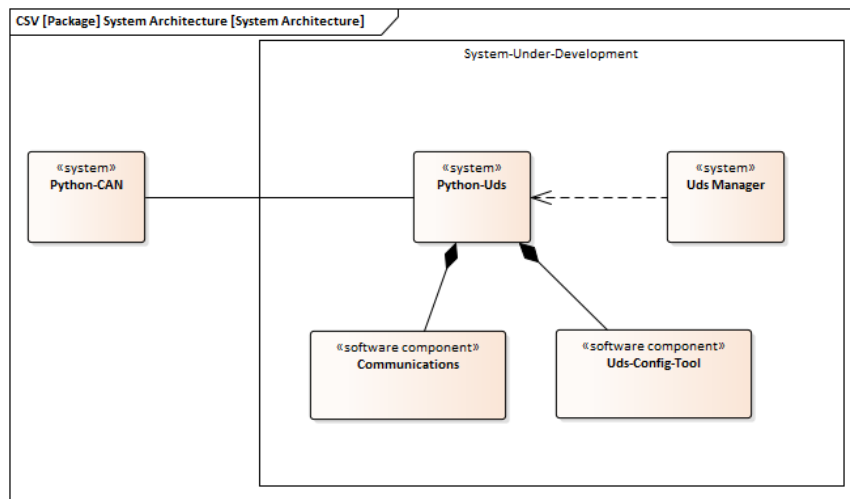 CSV [Package] System Architecture [System Architecture]
System-Under-Development
«system»
Python-CAN
«system»
Python-Uds
«system»
Uds Manager
«software component»
Communications
«software component»
Uds-Config-Tool